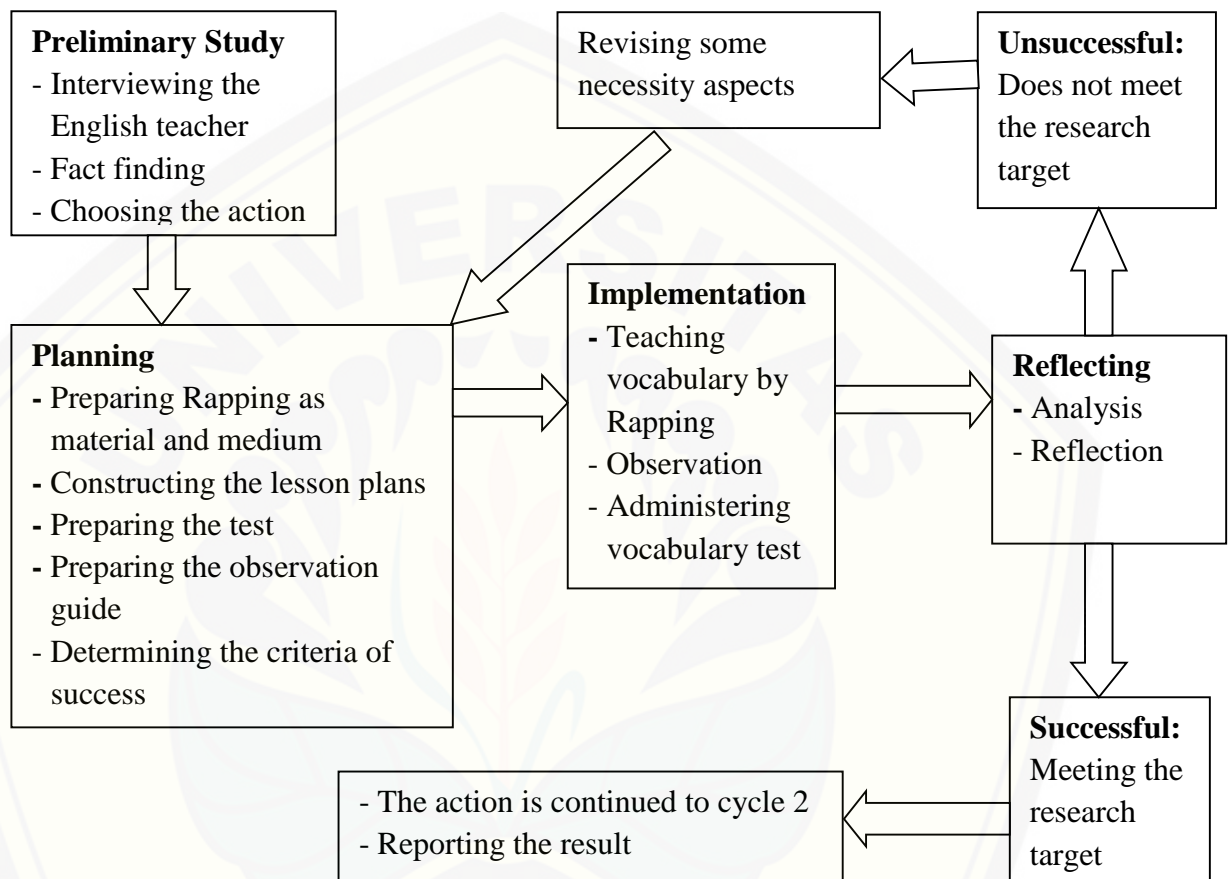 Preliminary Study
- Interviewing the
English teacher
- Fact finding
- Choosing the action
Revising some
necessity aspects
Unsuccessful:
Does not meet
the research
target
Planning
- Preparing Rapping as
material and medium
- Constructing the lesson plans
- Preparing the test
- Preparing the observation
guide
- Determining the criteria of
success
Implementation
- Teaching
vocabulary by
Rapping
- Observation
- Administering
vocabulary test
Reflecting
- Analysis
- Reflection
Successful:
Meeting the
research
target
- The action is continued to cycle 2
- Reporting the result
UNIVERSITAS